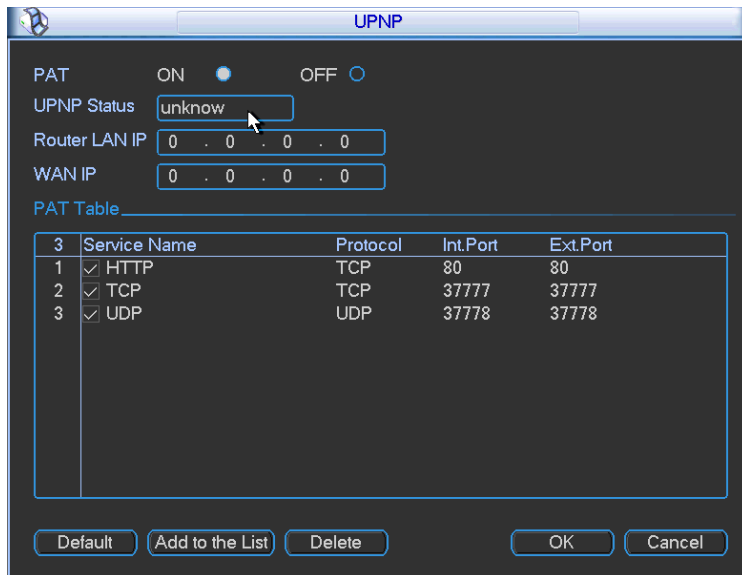 UPNP
PAT ON OFF
UPNP Status unknow
Router LAN IP 0 . 0 . 0 . 0
WAN IP 0 . 0 . 0 . 0
PAT Table
3 Service Name Protocol Int.Port Ext.Port
1 HTTP TCP 80 80
2 TCP TCP 37777 37777
3 UDP UDP 37778 37778
Default Add to the List Delete OK Cancel